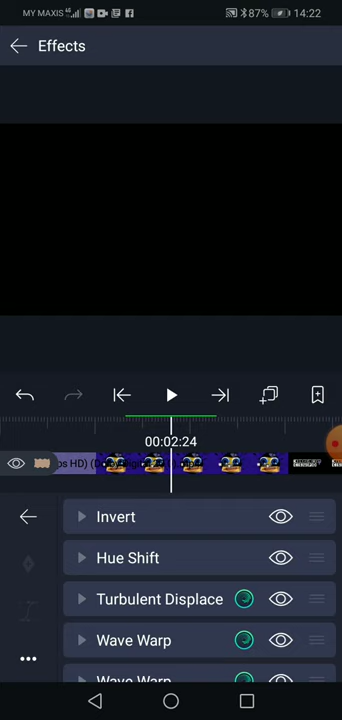 MY MAXIS 87% 14:22
Effects
00:02:24
ps HD) (D
Invert
Hue Shift
Turbulent Displace
Wave Warp
Wave Warp